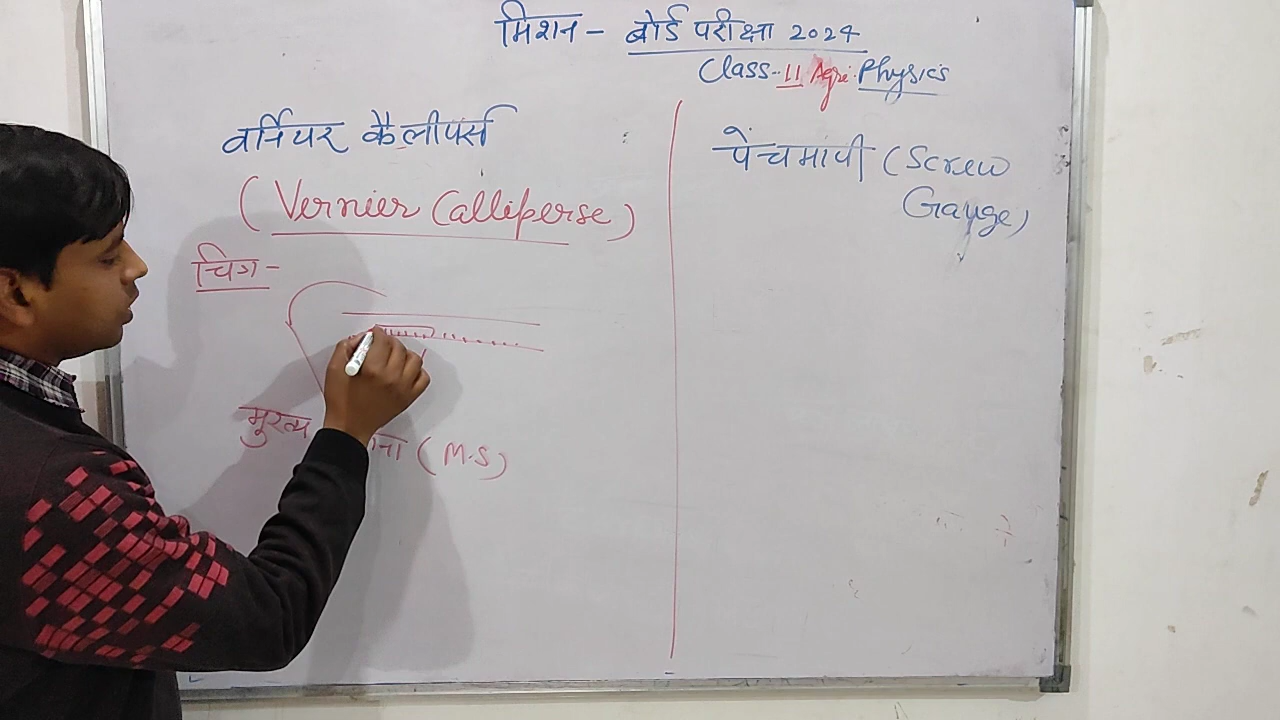 मिशन - बोर्ड परीक्षा 2024
Class-11 Agri. Physics
वर्नियर कैलीपर्स
(Vernier Calliperse)
चित्र-
मुख्य (M.S)
पेंचमापी (Screw
Gauge)